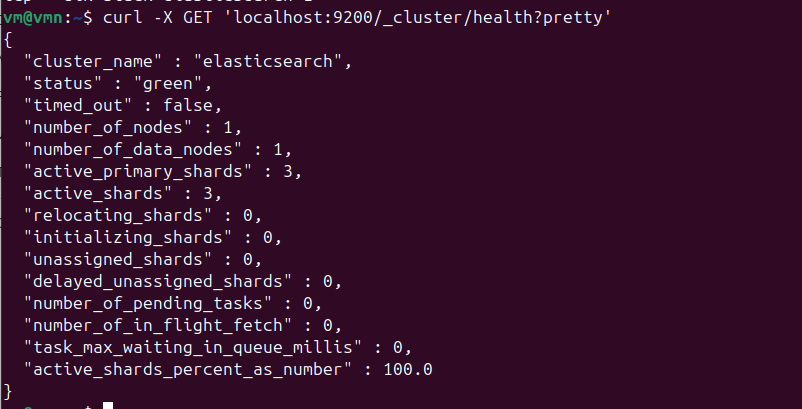 vm@vmn:~$ curl -X GET 'localhost:9200/_cluster/health?pretty'
{
  "cluster_name" : "elasticsearch",
  "status" : "green",
  "timed_out" : false,
  "number_of_nodes" : 1,
  "number_of_data_nodes" : 1,
  "active_primary_shards" : 3,
  "active_shards" : 3,
  "relocating_shards" : 0,
  "initializing_shards" : 0,
  "unassigned_shards" : 0,
  "delayed_unassigned_shards" : 0,
  "number_of_pending_tasks" : 0,
  "number_of_in_flight_fetch" : 0,
  "task_max_waiting_in_queue_millis" : 0,
  "active_shards_percent_as_number" : 100.0
}